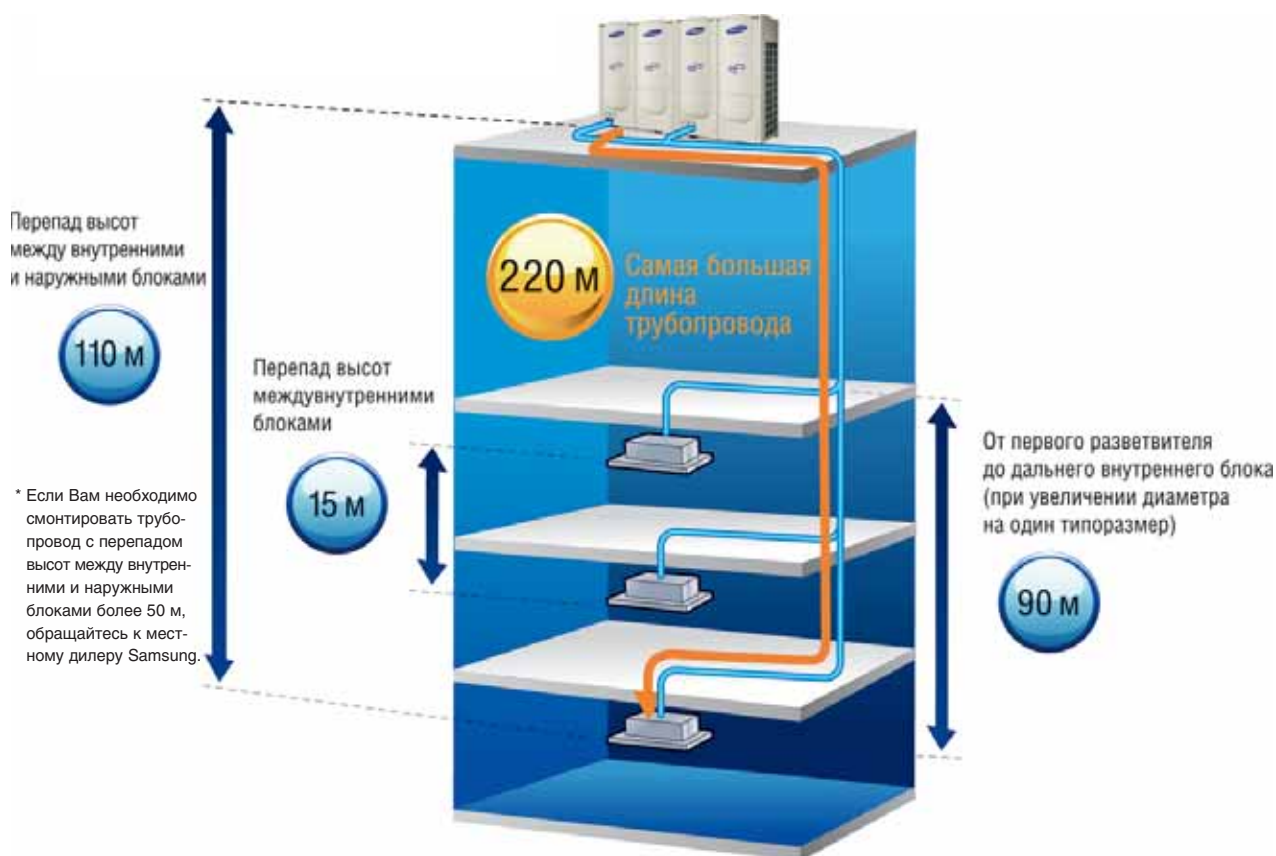 Перепад высот
между внутренними
и наружными блоками
110 м
220 м
Самая большая
длина
трубопровода
Перепад высот
междувнутренними
блоками
15 м
От первого разветвителя
до дальнего внутреннего блока
(при увеличении диаметра
на один типоразмер)
90 м
* Если Вам необходимо
смонтировать трубо-
провод с перепадом
высот между внутрен-
ними и наружными
блоками более 50 м,
обращайтесь к мест-
ному дилеру Samsung.